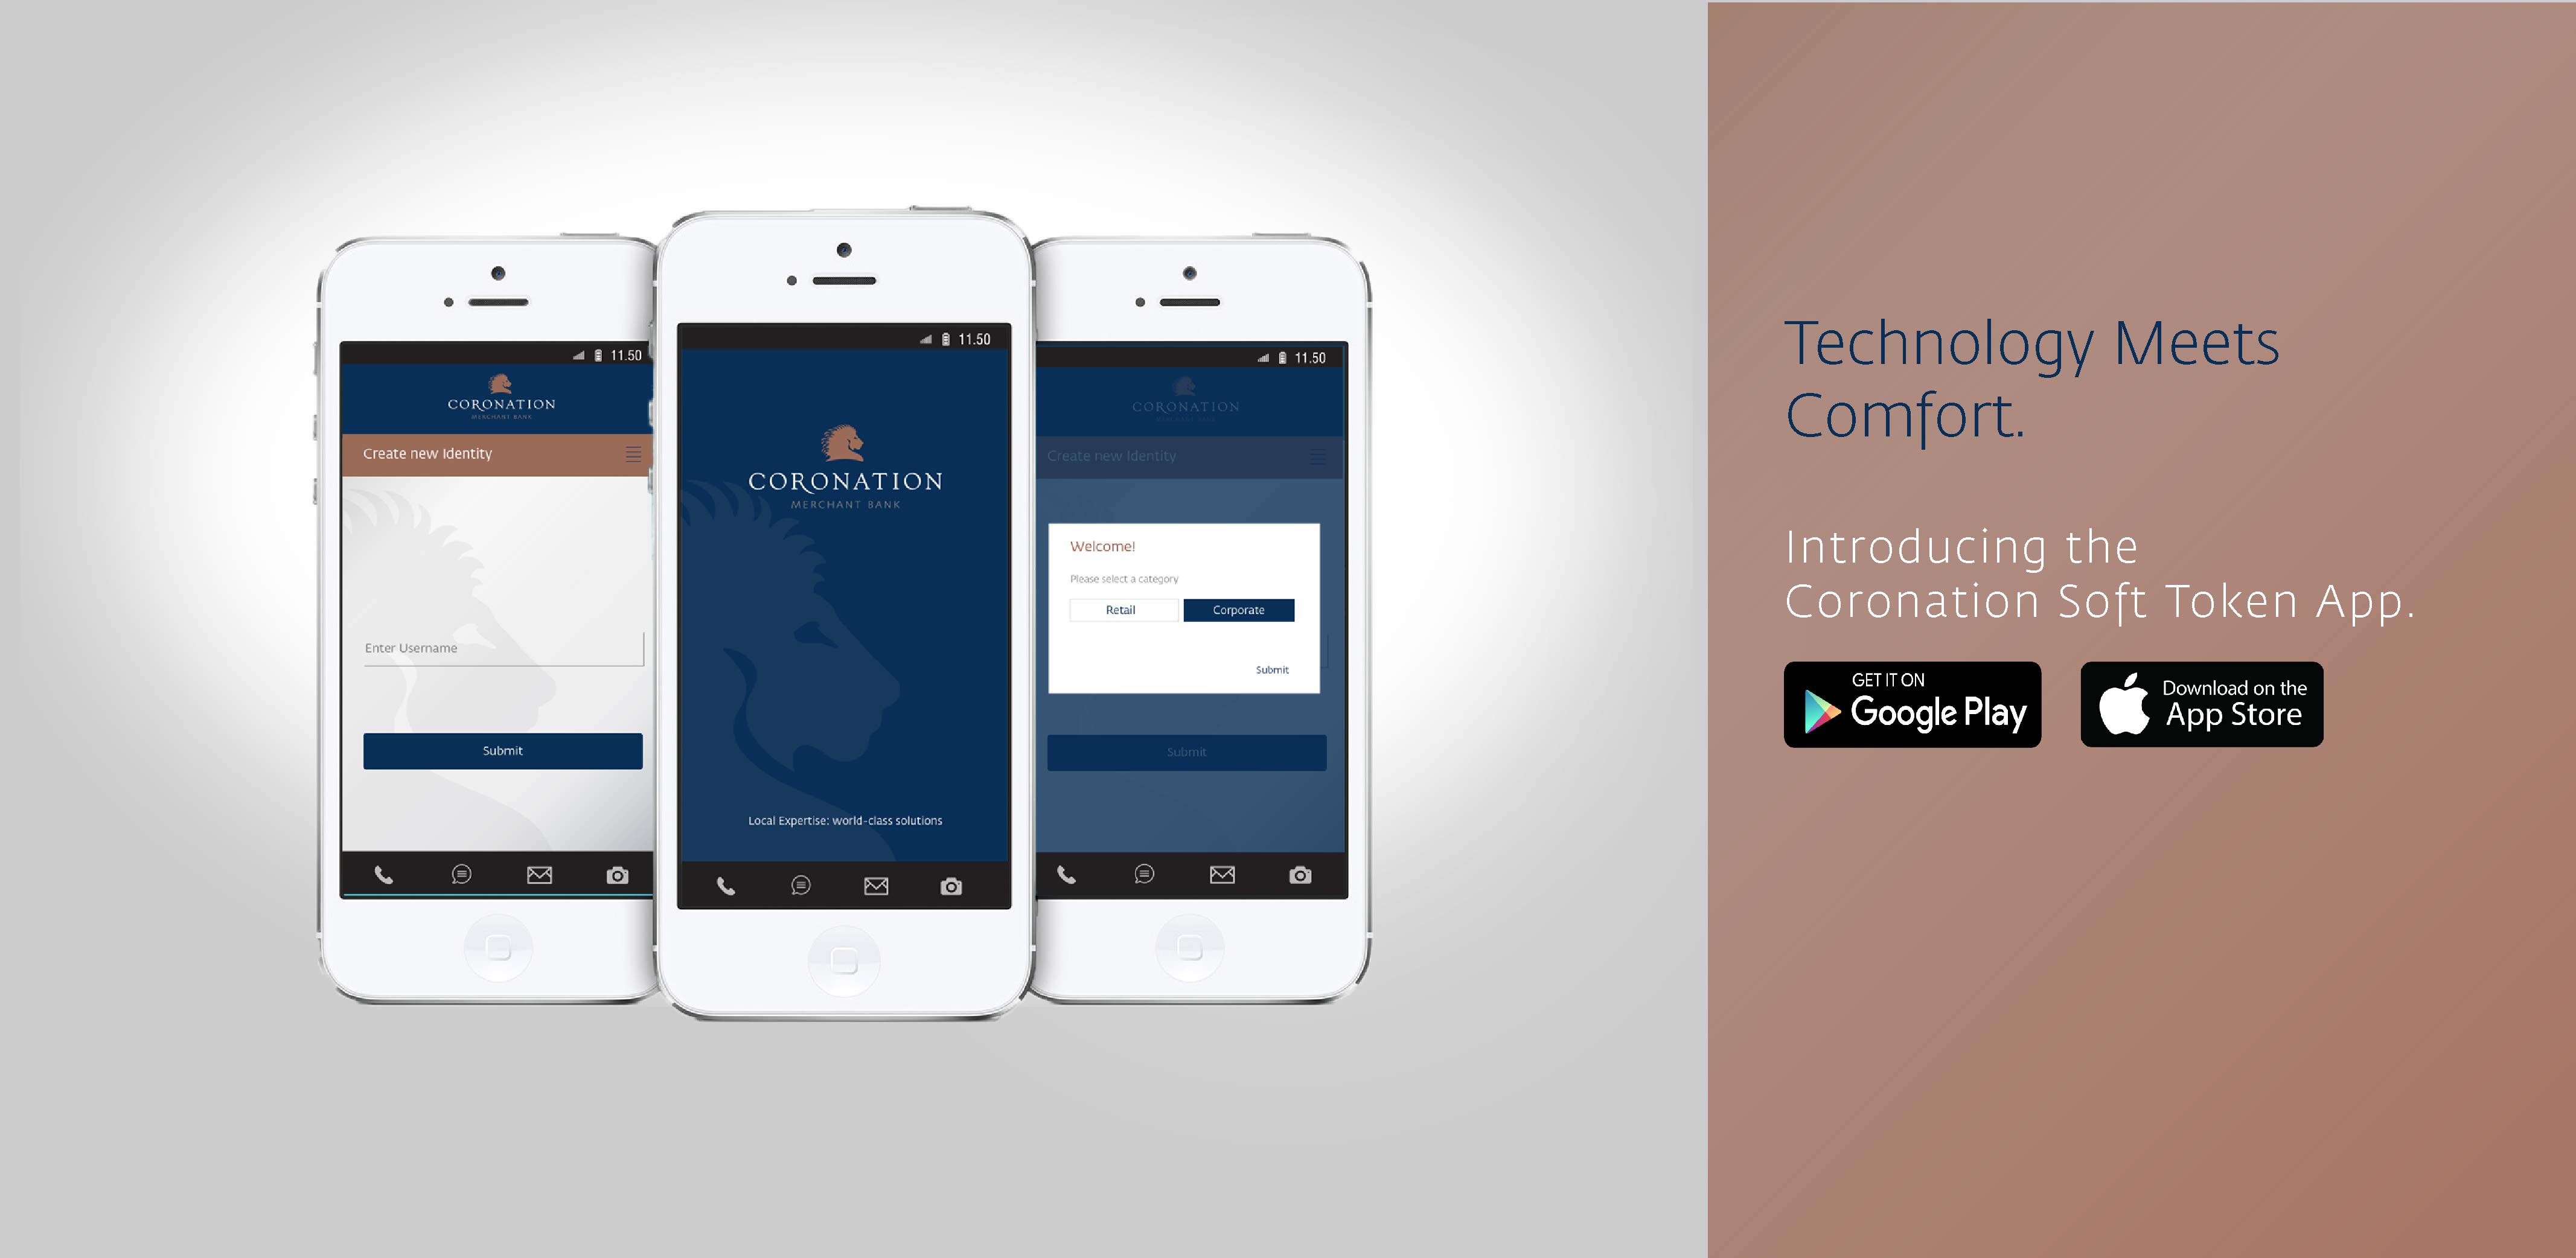 11.50
CORONATION
MERCHANT BANK
Create new Identity
Enter Username
Submit
11.50
CORONATION
MERCHANT BANK
Local Expertise: world-class solutions
11.50
CORONATION
MERCHANT BANK
Create new Identity
Welcome!
Please select a category
Retail Corporate
Submit
Submit
Technology Meets
Comfort.
Introducing the
Coronation Soft Token App.
GET IT ON
Google Play
Download on the
App Store